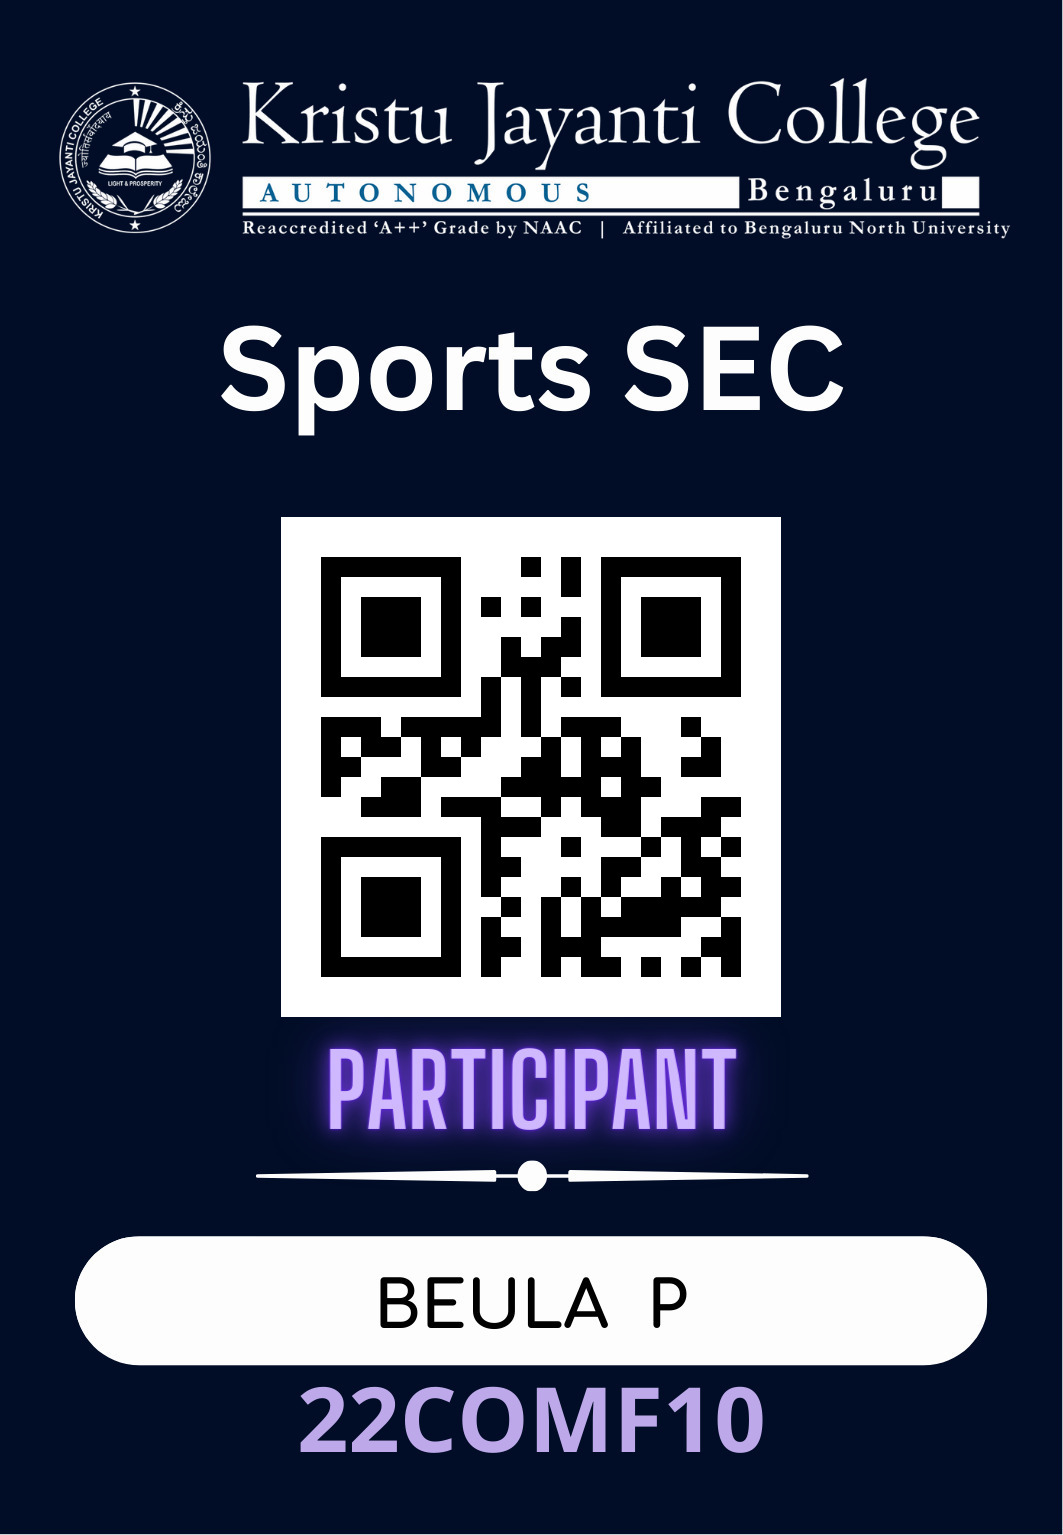 KRISTU JAYANTI COLLEGE
LIGHT & PROSPERITY
Kristu Jayanti College
AUTONOMOUS Bengaluru
Reaccredited ‘A++’ Grade by NAAC | Affiliated to Bengaluru North University
Sports SEC
PARTICIPANT
BEULA P
22COMF10